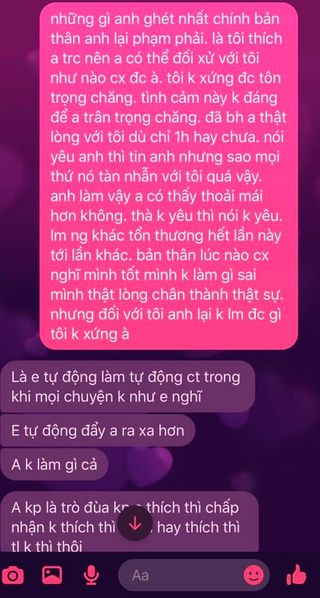 những gì anh ghét nhất chính bản
thân anh lại phạm phải. là tôi thích
a trc nên a có thể đối xử với tôi
như nào cx đc à. tôi k xứng đc tôn
trọng chăng. tình cảm này k đáng
để a trân trọng chăng. đã bh a thật
lòng với tôi dù chỉ 1h hay chưa. nói
yêu anh thì tin anh nhưng sao mọi
thứ nó tàn nhẫn với tôi quá vậy.
anh làm vậy a có thấy thoải mái
hơn không. thà k yêu thì nói k yêu.
lm ng khác tổn thương hết lần này
tới lần khác. bản thân lúc nào cx
nghĩ mình tốt mình k làm gì sai
mình thật lòng chân thành thật sự.
nhưng đối với tôi anh lại k lm đc gì
tôi k xứng à
Là e tự động làm tự động ct trong
khi mọi chuyện k như e nghĩ
E tự động đẩy a ra xa hơn
A k làm gì cả
A kp là trò đùa thích thì chấp
nhận k thích thì hay thích thì
tl k thì thôi
Aa